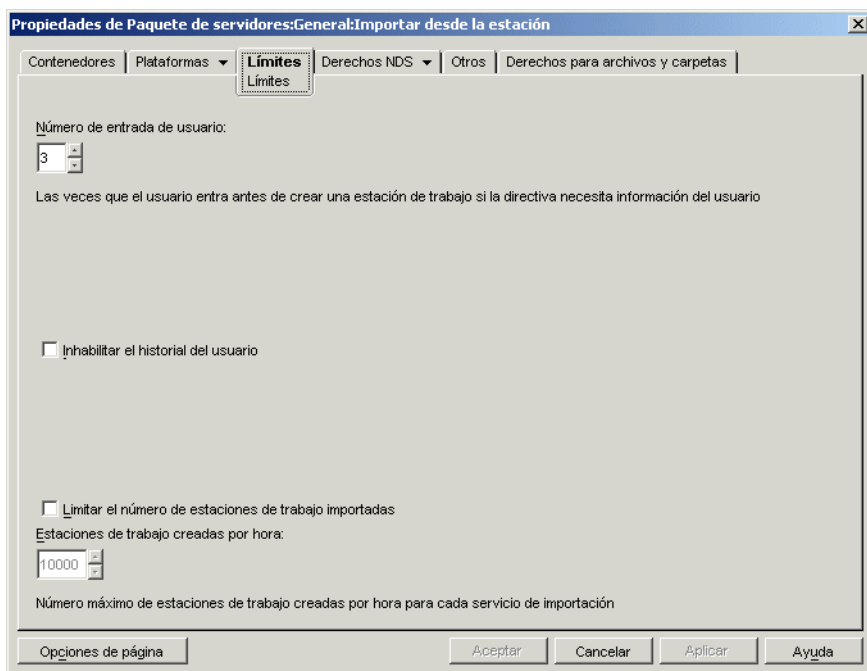 Propiedades de Paquete de servidores:General:Importar desde la estación
Contenedores
Plataformas
Límites
Derechos NDS
Otros
Derechos para archivos y carpetas
Límites
Número de entrada de usuario:
3
Las veces que el usuario entra antes de crear una estación de trabajo si la directiva necesita información del usuario
Inhabilitar el historial del usuario
Limitar el número de estaciones de trabajo importadas
Estaciones de trabajo creadas por hora:
10000
Número máximo de estaciones de trabajo creadas por hora para cada servicio de importación
Opciones de página
Aceptar
Cancelar
Aplicar
Ayuda